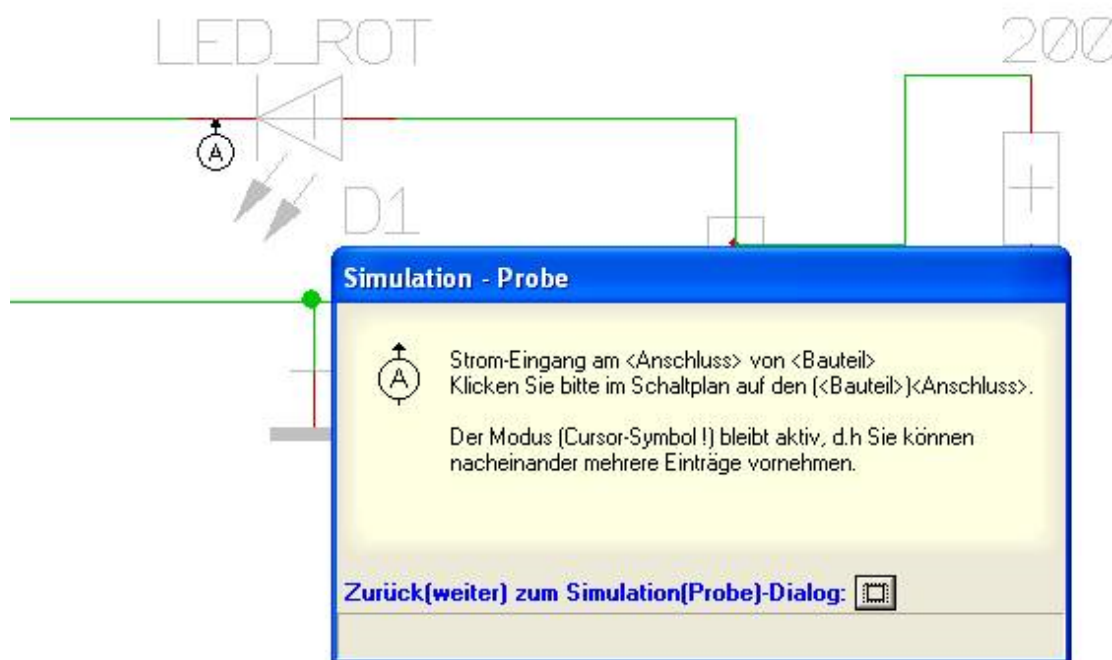 LED_ROT
200
A
D1
Simulation - Probe
A
Strom-Eingang am <Anschluss> von <Bauteil>
Klicken Sie bitte im Schaltplan auf den (<Bauteil>)<Anschluss>.
Der Modus (Cursor-Symbol !) bleibt aktiv, d.h Sie können
nacheinander mehrere Einträge vornehmen.
Zurück(weiter) zum Simulation(Probe)-Dialog: